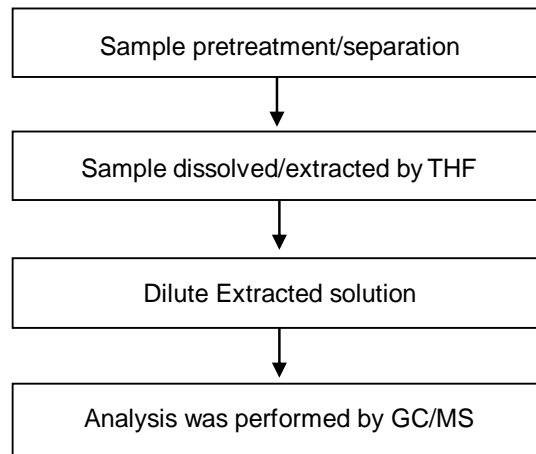 Sample pretreatment/separation
Sample dissolved/extracted by THF
Dilute Extracted solution
Analysis was performed by GC/MS